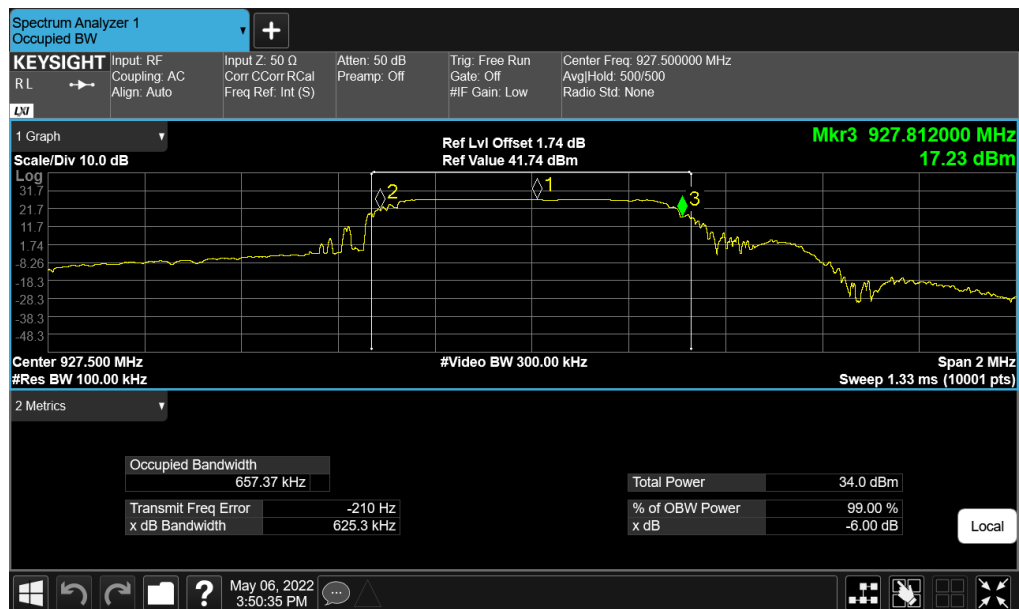 Spectrum Analyzer 1
Occupied BW
+
KEYSIGHT
R L
LXI
Input: RF
Coupling: AC
Align: Auto
Input Z: 50 Ω
Corr CCorr RCal
Freq Ref: Int (S)
Atten: 50 dB
Preamp: Off
Trig: Free Run
Gate: Off
#IF Gain: Low
Center Freq: 927.500000 MHz
Avg|Hold: 500/500
Radio Std: None
1 Graph
Scale/Div 10.0 dB
Ref Lvl Offset 1.74 dB
Ref Value 41.74 dBm
Mkr3 927.812000 MHz
17.23 dBm
Log
31.7
21.7
11.7
1.74
-8.26
-18.3
-28.3
-38.3
-48.3
2
1
3
Center 927.500 MHz
#Video BW 300.00 kHz
Span 2 MHz
#Res BW 100.00 kHz
Sweep 1.33 ms (10001 pts)
2 Metrics
Occupied Bandwidth
657.37 kHz
Total Power 34.0 dBm
Transmit Freq Error -210 Hz
% of OBW Power 99.00 %
x dB Bandwidth 625.3 kHz
x dB -6.00 dB
Local
?
May 06, 2022
3:50:35 PM